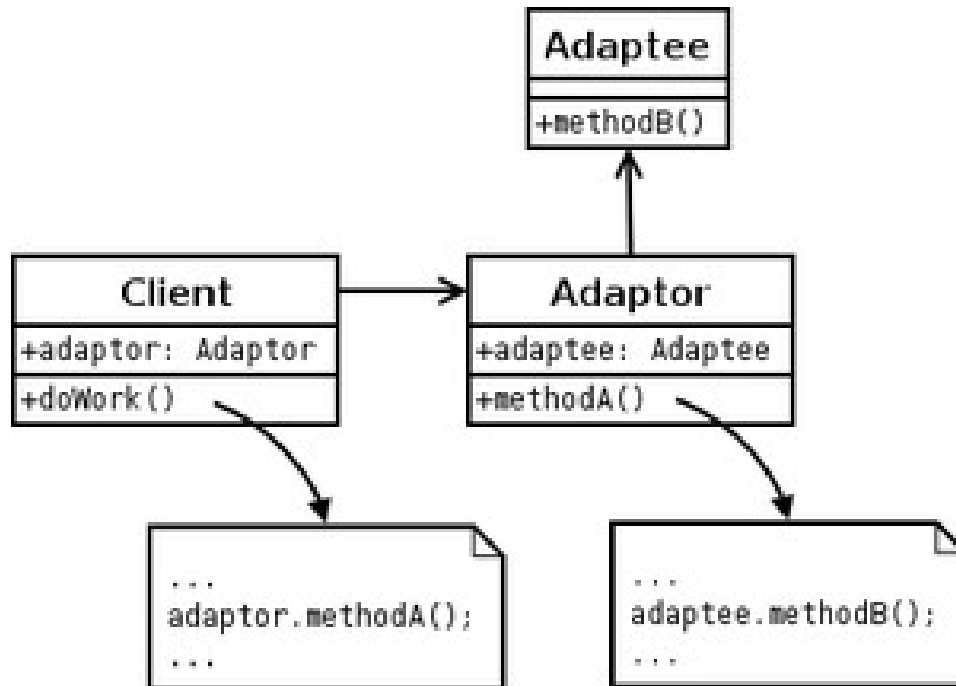 Adaptee
+methodB()
Client
+adaptor: Adaptor
+doWork()
Adaptor
+adaptee: Adaptee
+methodA()
...
adaptor.methodA();
...
...
adaptee.methodB();
...